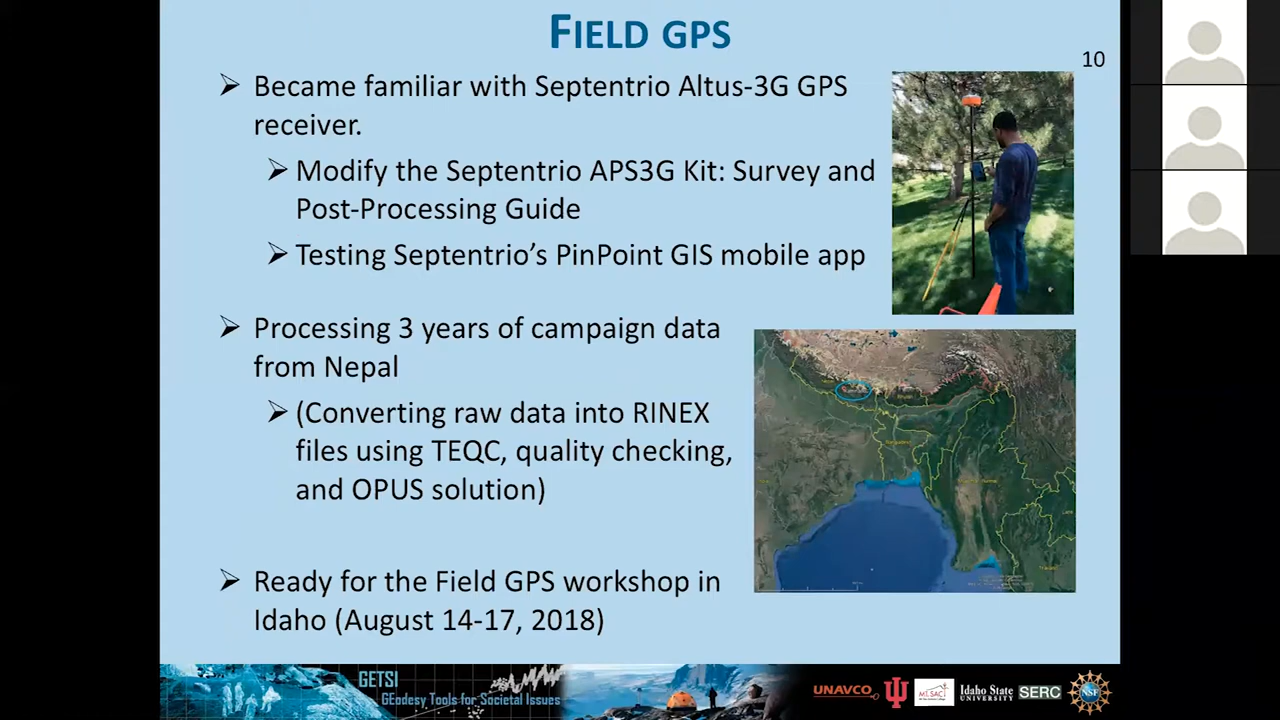 FIELD GPS
10
Became familiar with Septentrio Altus-3G GPS
receiver.
Modify the Septentrio APS3G Kit: Survey and
Post-Processing Guide
Testing Septentrio’s PinPoint GIS mobile app
Processing 3 years of campaign data
from Nepal
(Converting raw data into RINEX
files using TEQC, quality checking,
and OPUS solution)
Ready for the Field GPS workshop in
Idaho (August 14-17, 2018)
GETSI
GEodesy Tools for Societal Issues
UNAVCO
Idaho State
UNIVERSITY
SERC
NSF